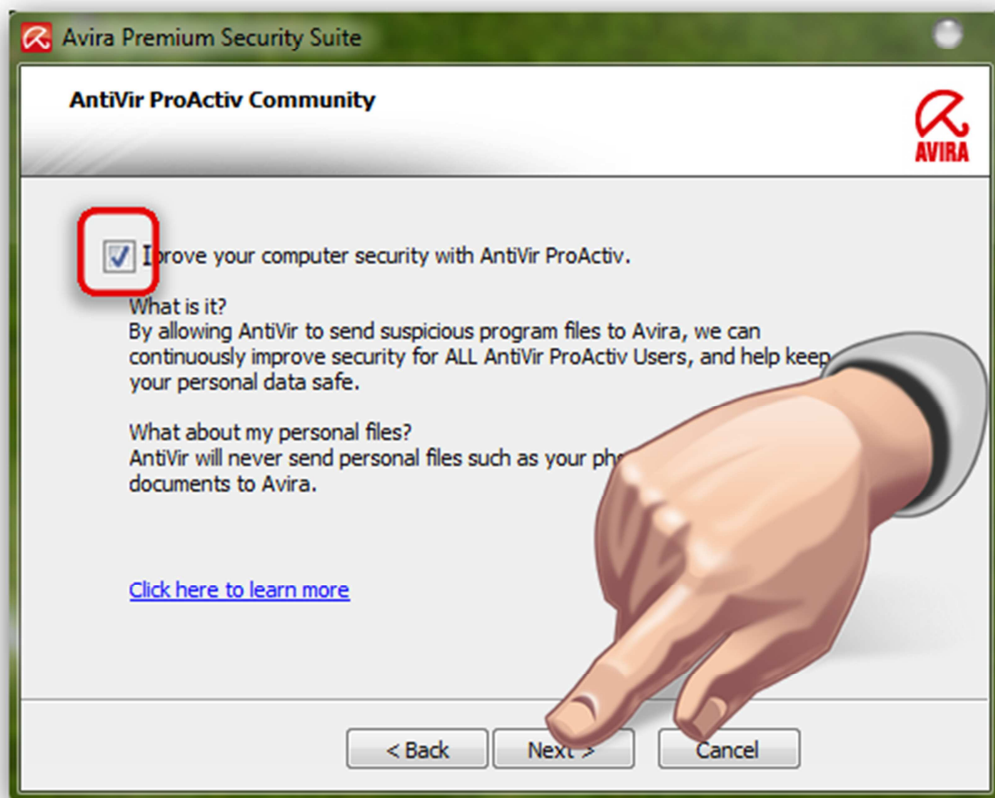 Avira Premium Security Suite
AntiVir ProActiv Community
AVIRA
I prove your computer security with AntiVir ProActiv.
What is it?
By allowing AntiVir to send suspicious program files to Avira, we can
continuously improve security for ALL AntiVir ProActiv Users, and help keep
your personal data safe.
What about my personal files?
AntiVir will never send personal files such as your
documents to Avira.
Click here to learn more
< Back
Next >
Cancel